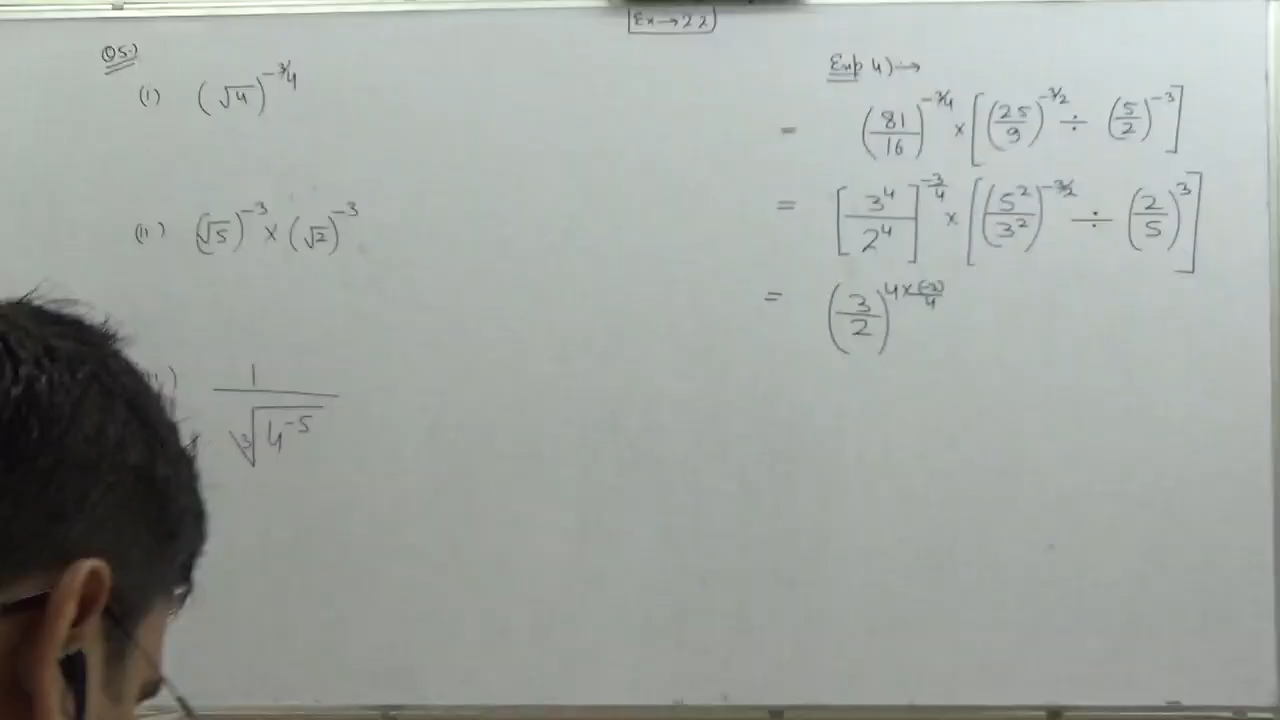 Ex→22
Q5.)
(i) (√4)^{-3/4}
(ii) (√5)^{-3} × (√2)^{-3}
1/∛(4^{-5})
Exp 4)→
= (81/16)^{-3/4} × [(25/9)^{-3/2} ÷ (5/2)^{-3}]
= [3^4/2^4]^{-3/4} × [(5^2/3^2)^{-3/2} ÷ (2/5)^3]
= (3/2)^{4×(-3)/4}